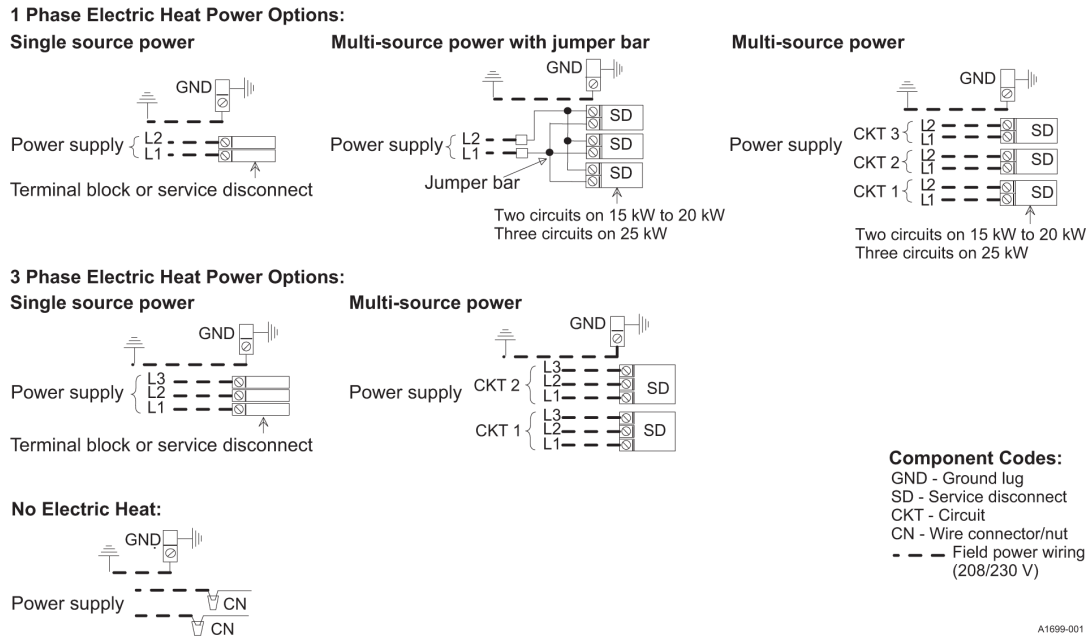 1 Phase Electric Heat Power Options:
Single source power
GND
Power supply
L2
L1
Terminal block or service disconnect
Multi-source power with jumper bar
GND
Power supply
L2
L1
SD
SD
SD
Jumper bar
Two circuits on 15 kW to 20 kW
Three circuits on 25 kW
Multi-source power
GND
Power supply
CKT 3
L2
L1
SD
CKT 2
L2
L1
SD
CKT 1
L2
L1
SD
Two circuits on 15 kW to 20 kW
Three circuits on 25 kW
3 Phase Electric Heat Power Options:
Single source power
GND
Power supply
L3
L2
L1
Terminal block or service disconnect
Multi-source power
GND
Power supply
CKT 2
L3
L2
L1
SD
CKT 1
L3
L2
L1
SD
No Electric Heat:
GND
Power supply
CN
CN
Component Codes:
GND - Ground lug
SD - Service disconnect
CKT - Circuit
CN - Wire connector/nut
Field power wiring
(208/230 V)
A1699-001